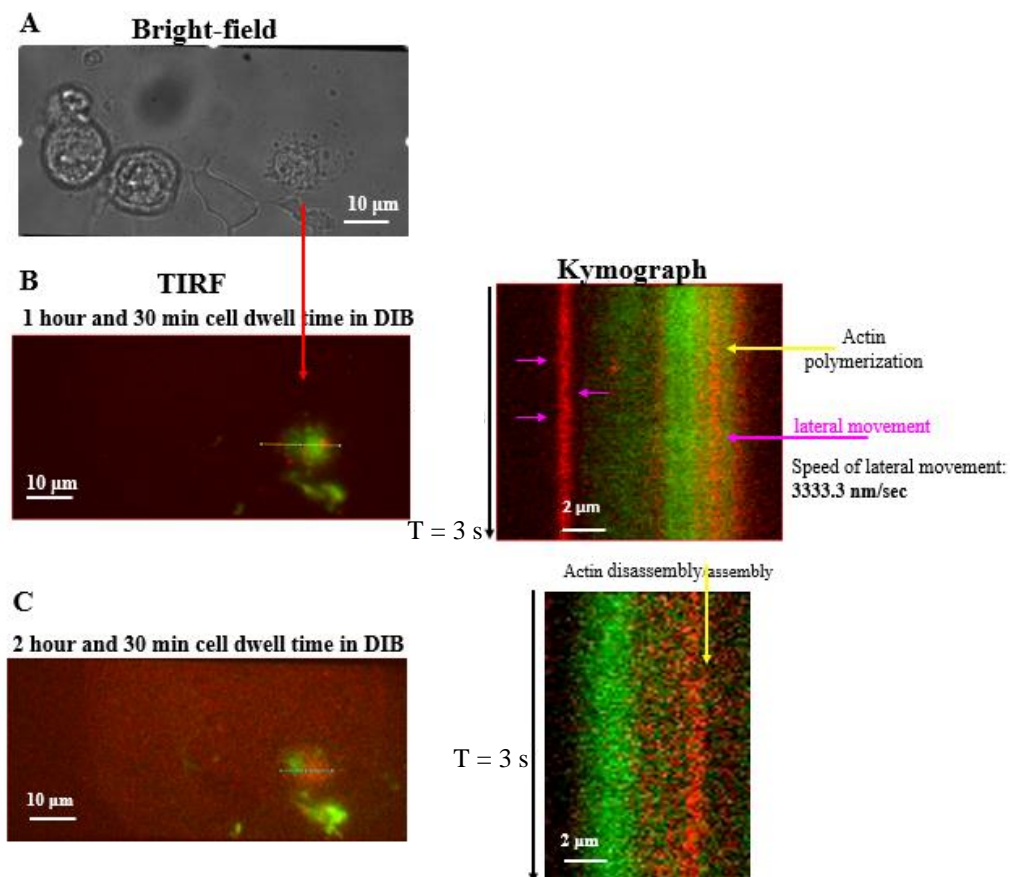 A
Bright-field
10 µm
B
TIRF
1 hour and 30 min cell dwell time in DIB
10 µm
Kymograph
Actin
polymerization
lateral movement
Speed of lateral movement:
3333.3 nm/sec
2 µm
T = 3 s
C
2 hour and 30 min cell dwell time in DIB
10 µm
Actin disassembly/assembly
T = 3 s
2 µm